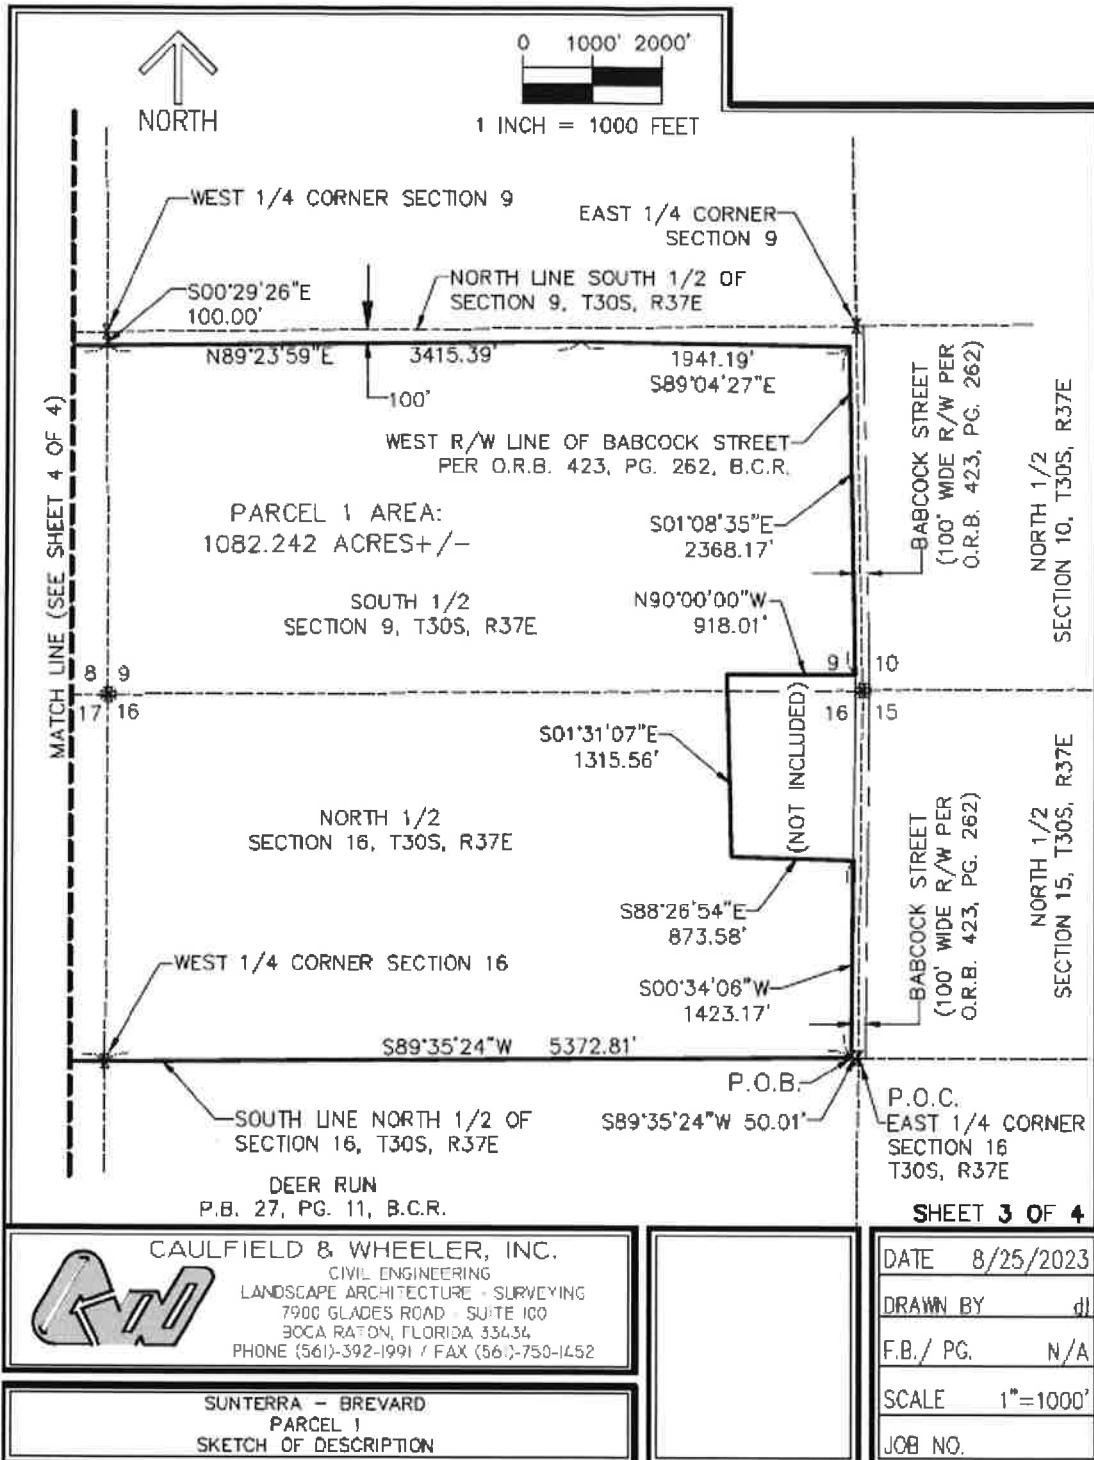 0 1000' 2000'
1 INCH = 1000 FEET
NORTH
WEST 1/4 CORNER SECTION 9
EAST 1/4 CORNER
SECTION 9
S00°29'26"E
100.00'
NORTH LINE SOUTH 1/2 OF
SECTION 9, T30S, R37E
N89°23'59"E 3415.39'
1941.19'
S89°04'27"E
100'
WEST R/W LINE OF BABCOCK STREET
PER O.R.B. 423, PG. 262, B.C.R.
BABCOCK STREET
(100' WIDE R/W PER
O.R.B. 423, PG. 262)
NORTH 1/2
SECTION 10, T30S, R37E
MATCH LINE (SEE SHEET 4 OF 4)
PARCEL 1 AREA:
1082.242 ACRES+/-
S01°08'35"E
2368.17'
SOUTH 1/2
SECTION 9, T30S, R37E
N90°00'00"W
918.01'
8 9
17 16
9 10
16 15
S01°31'07"E
1315.56'
(NOT INCLUDED)
NORTH 1/2
SECTION 16, T30S, R37E
BABCOCK STREET
(100' WIDE R/W PER
O.R.B. 423, PG. 262)
NORTH 1/2
SECTION 15, T30S, R37E
S88°26'54"E
873.58'
WEST 1/4 CORNER SECTION 16
S00°34'06"W
1423.17'
S89°35'24"W 5372.81'
P.O.B.
S89°35'24"W 50.01'
P.O.C.
EAST 1/4 CORNER
SECTION 16
T30S, R37E
SOUTH LINE NORTH 1/2 OF
SECTION 16, T30S, R37E
DEER RUN
P.B. 27, PG. 11, B.C.R.
SHEET 3 OF 4
CAULFIELD & WHEELER, INC.
CIVIL ENGINEERING
LANDSCAPE ARCHITECTURE - SURVEYING
7900 GLADES ROAD - SUITE 100
BOCA RATON, FLORIDA 33434
PHONE (561)-392-1991 / FAX (561)-750-1452
SUNTERRA - BREVARD
PARCEL 1
SKETCH OF DESCRIPTION
DATE 8/25/2023
DRAWN BY dl
F.B./ PG. N/A
SCALE 1"=1000'
JOB NO.